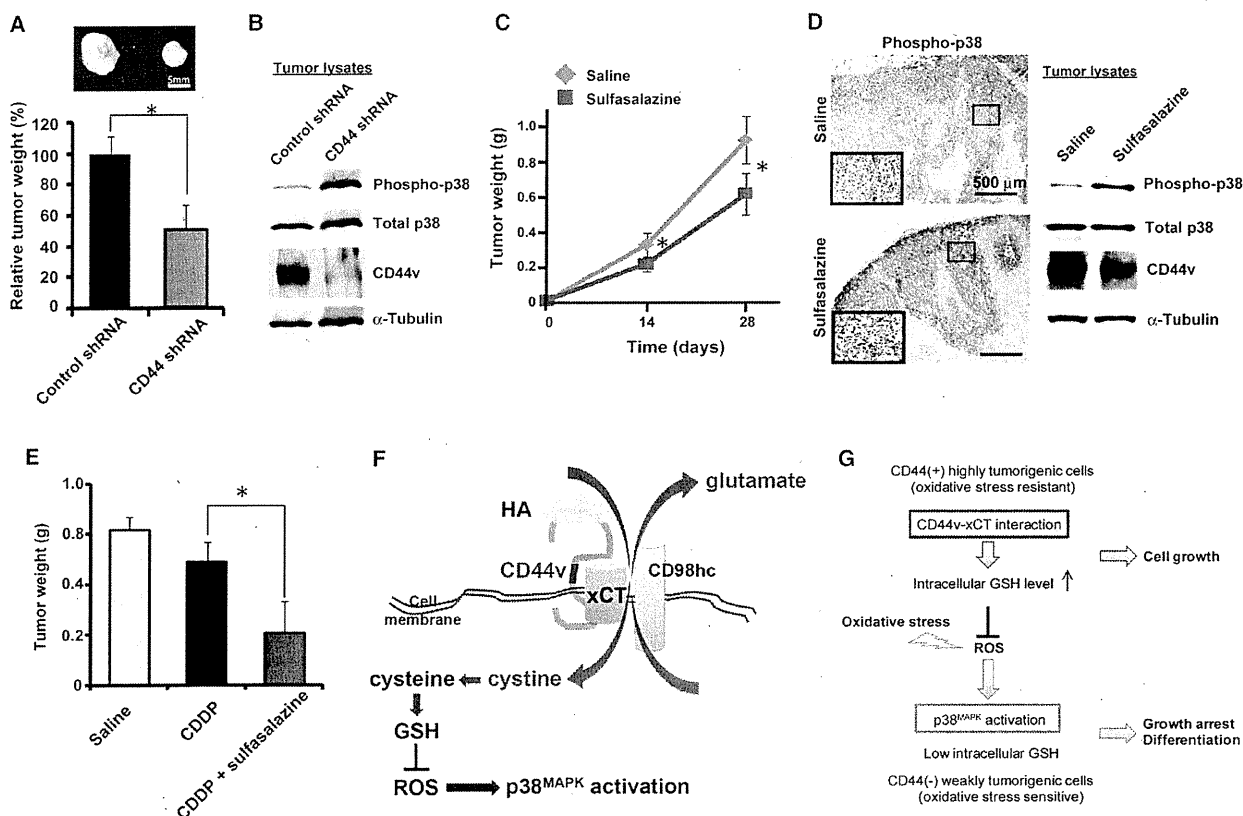 A
5mm
*
Relative tumor weight (%)
120
100
80
60
40
20
0
Control shRNA
CD44 shRNA
B
Tumor lysates
Control shRNA
CD44 shRNA
Phospho-p38
Total p38
CD44v
α-Tubulin
C
Saline
Sulfasalazine
Tumor weight (g)
1.0
0.8
0.6
0.4
0.2
0
*
*
0
14
28
Time (days)
D
Phospho-p38
Saline
500 μm
Sulfasalazine
Tumor lysates
Saline
Sulfasalazine
Phospho-p38
Total p38
CD44v
α-Tubulin
E
*
Tumor weight (g)
1.0
0.8
0.6
0.4
0.2
0
Saline
CDDP
CDDP + sulfasalazine
F
glutamate
HA
CD44v
CD98hc
xCT
Cell
membrane
cysteine
cystine
GSH
ROS
p38MAPK activation
G
CD44(+) highly tumorigenic cells
(oxidative stress resistant)
CD44v-xCT interaction
Cell growth
Intracellular GSH level
Oxidative stress
ROS
p38MAPK activation
Growth arrest
Differentiation
Low intracellular GSH
CD44(-) weakly tumorigenic cells
(oxidative stress sensitive)